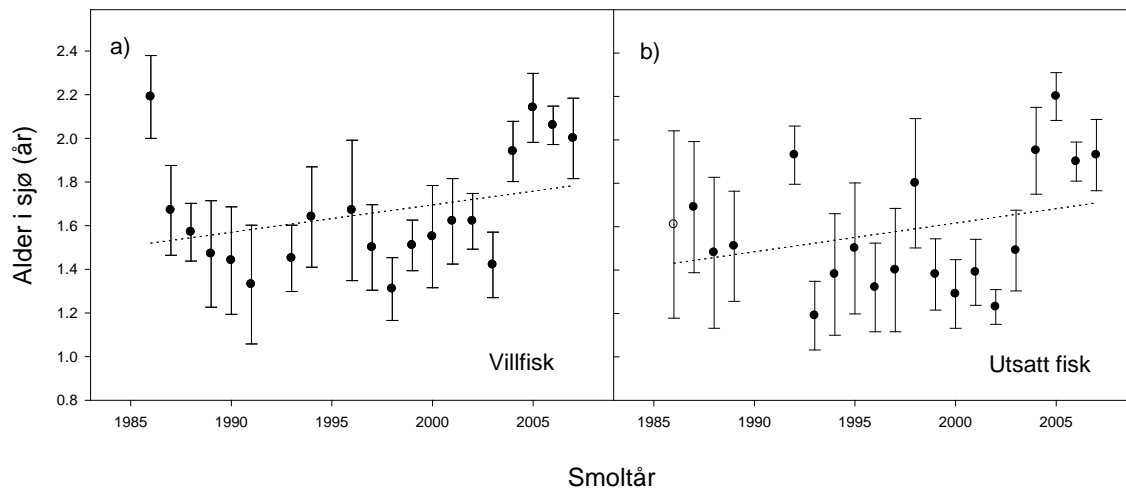 a)
b)
2.4
2.2
2.0
1.8
1.6
1.4
1.2
1.0
0.8
Alder i sjø (år)
Villfisk
Utsatt fisk
1985 1990 1995 2000 2005
1985 1990 1995 2000 2005
Smoltår